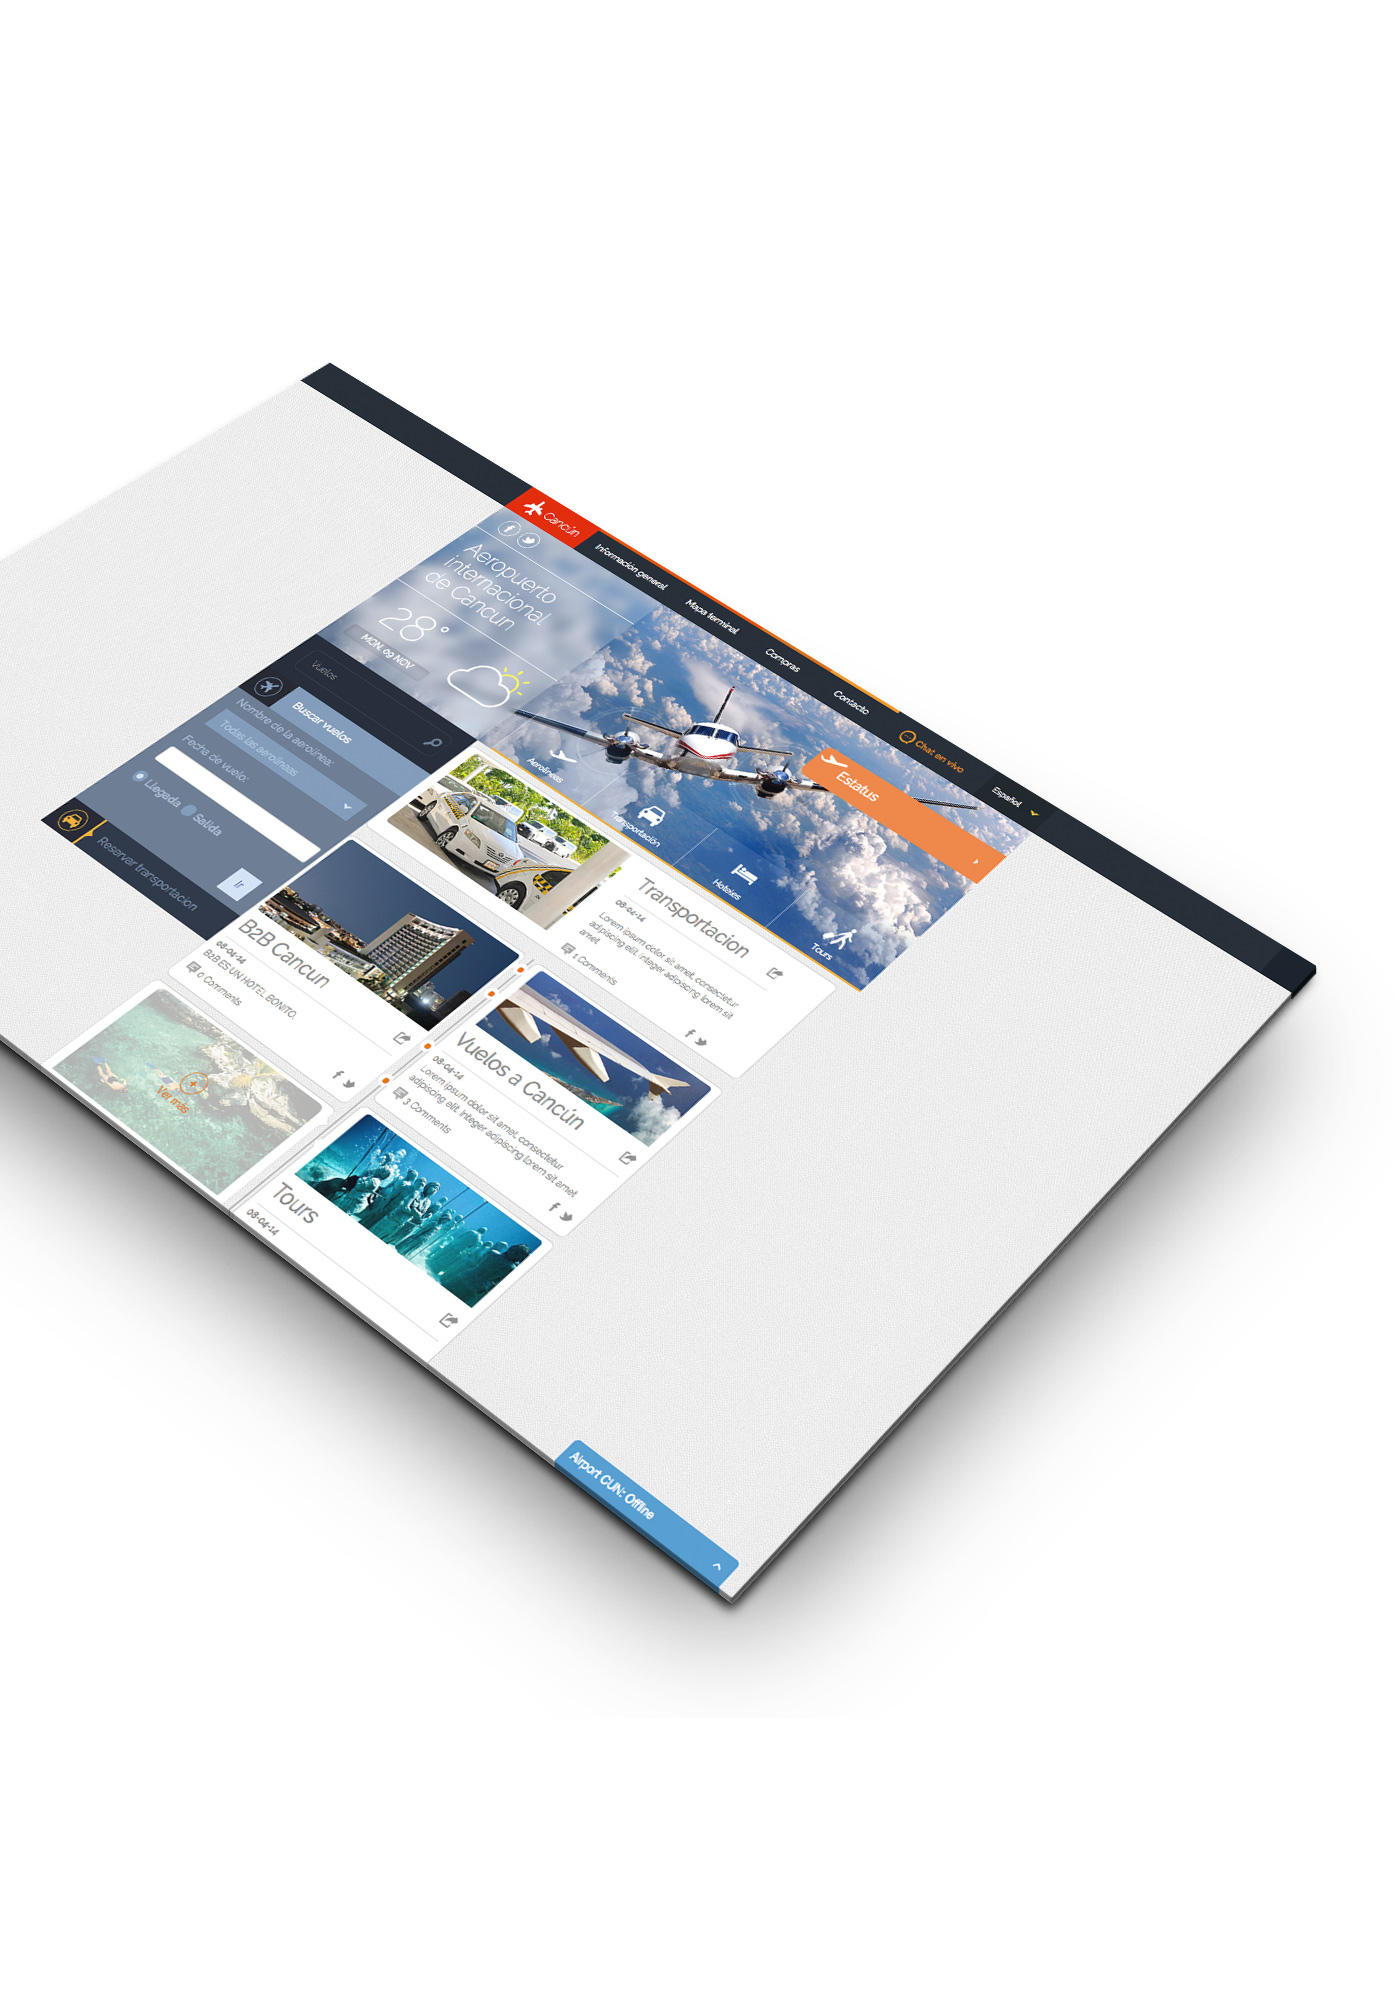 Cancún
Información general
Mapa terminal
Compras
Contacto
Chat en vivo
Español
Aeropuerto
internacional
de Cancun
28°
MON, 09 NOV
Vuelos
Buscar vuelos
Nombre de la aerolinea:
Todas las aerolineas
Fecha de vuelo:
Llegada
Salida
Ir
Reservar transportacion
Estatus
Aerolineas
Transportación
Hoteles
Tours
Transportacion
08-04-14
Lorem ipsum dolor sit amet, consectetur
adipiscing elit. Integer adipiscing lorem sit
amet.
1 Comments
B2B Cancun
08-04-14
B2B ES UN HOTEL BONITO.
0 Comments
Vuelos a Cancún
08-04-14
Lorem ipsum dolor sit amet, consectetur
adipiscing elit. Integer adipiscing lorem sit amet
3 Comments
Ver más
Tours
08-04-14
Airport CUN: Offline